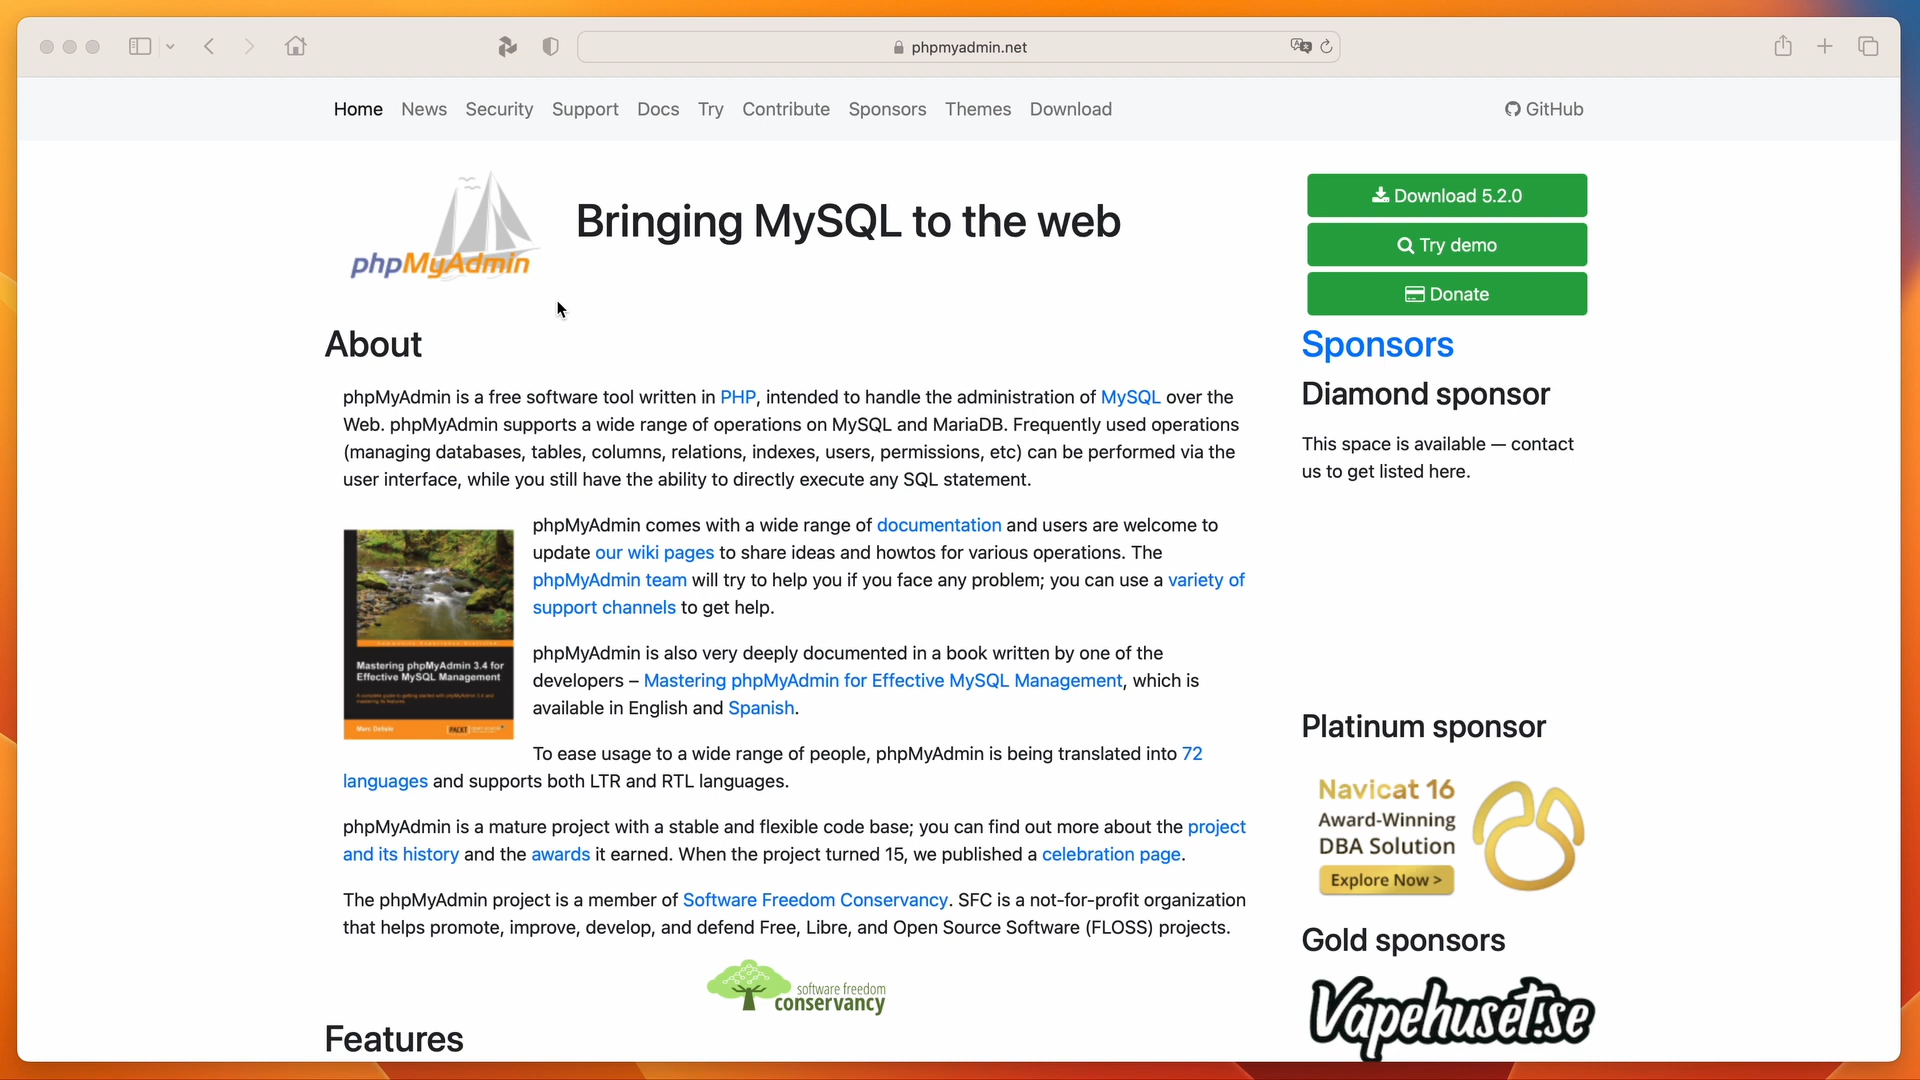 phpmyadmin.net
Home News Security Support Docs Try Contribute Sponsors Themes Download GitHub
phpMyAdmin
Bringing MySQL to the web
Download 5.2.0
Try demo
Donate
About
phpMyAdmin is a free software tool written in PHP, intended to handle the administration of MySQL over the
Web. phpMyAdmin supports a wide range of operations on MySQL and MariaDB. Frequently used operations
(managing databases, tables, columns, relations, indexes, users, permissions, etc) can be performed via the
user interface, while you still have the ability to directly execute any SQL statement.
Mastering phpMyAdmin 3.4 for
Effective MySQL Management
Marc Delisle
PACKT
phpMyAdmin comes with a wide range of documentation and users are welcome to
update our wiki pages to share ideas and howtos for various operations. The
phpMyAdmin team will try to help you if you face any problem; you can use a variety of
support channels to get help.
phpMyAdmin is also very deeply documented in a book written by one of the
developers – Mastering phpMyAdmin for Effective MySQL Management, which is
available in English and Spanish.
To ease usage to a wide range of people, phpMyAdmin is being translated into 72
languages and supports both LTR and RTL languages.
phpMyAdmin is a mature project with a stable and flexible code base; you can find out more about the project
and its history and the awards it earned. When the project turned 15, we published a celebration page.
The phpMyAdmin project is a member of Software Freedom Conservancy. SFC is a not-for-profit organization
that helps promote, improve, develop, and defend Free, Libre, and Open Source Software (FLOSS) projects.
software freedom
conservancy
Features
Sponsors
Diamond sponsor
This space is available — contact
us to get listed here.
Platinum sponsor
Navicat 16
Award-Winning
DBA Solution
Explore Now >
Gold sponsors
Vapehuset.se